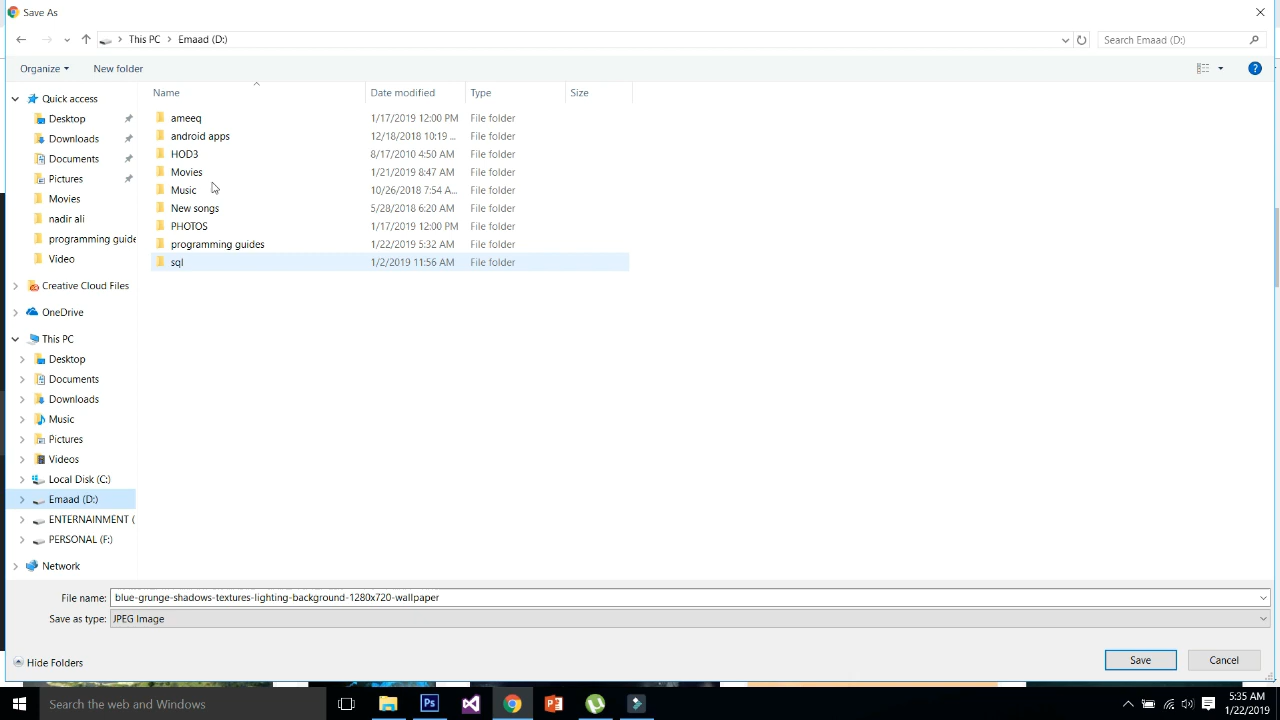 Save As
This PC > Emaad (D:)
Search Emaad (D:)
Organize
New folder
?
Name
Date modified
Type
Size
Quick access
Desktop
Downloads
Documents
Pictures
Movies
nadir ali
programming guide
Video
Creative Cloud Files
OneDrive
This PC
Desktop
Documents
Downloads
Music
Pictures
Videos
Local Disk (C:)
Emaad (D:)
ENTERNAINMENT (
PERSONAL (F:)
Network
ameeq 1/17/2019 12:00 PM File folder
android apps 12/18/2018 10:19 ... File folder
HOD3 8/17/2010 4:50 AM File folder
Movies 1/21/2019 8:47 AM File folder
Music 10/26/2018 7:54 A... File folder
New songs 5/28/2018 6:20 AM File folder
PHOTOS 1/17/2019 12:00 PM File folder
programming guides 1/22/2019 5:32 AM File folder
sql 1/2/2019 11:56 AM File folder
File name: blue-grunge-shadows-textures-lighting-background-1280x720-wallpaper
Save as type: JPEG Image
Hide Folders
Save
Cancel
Search the web and Windows
Ps
5:35 AM
1/22/2019